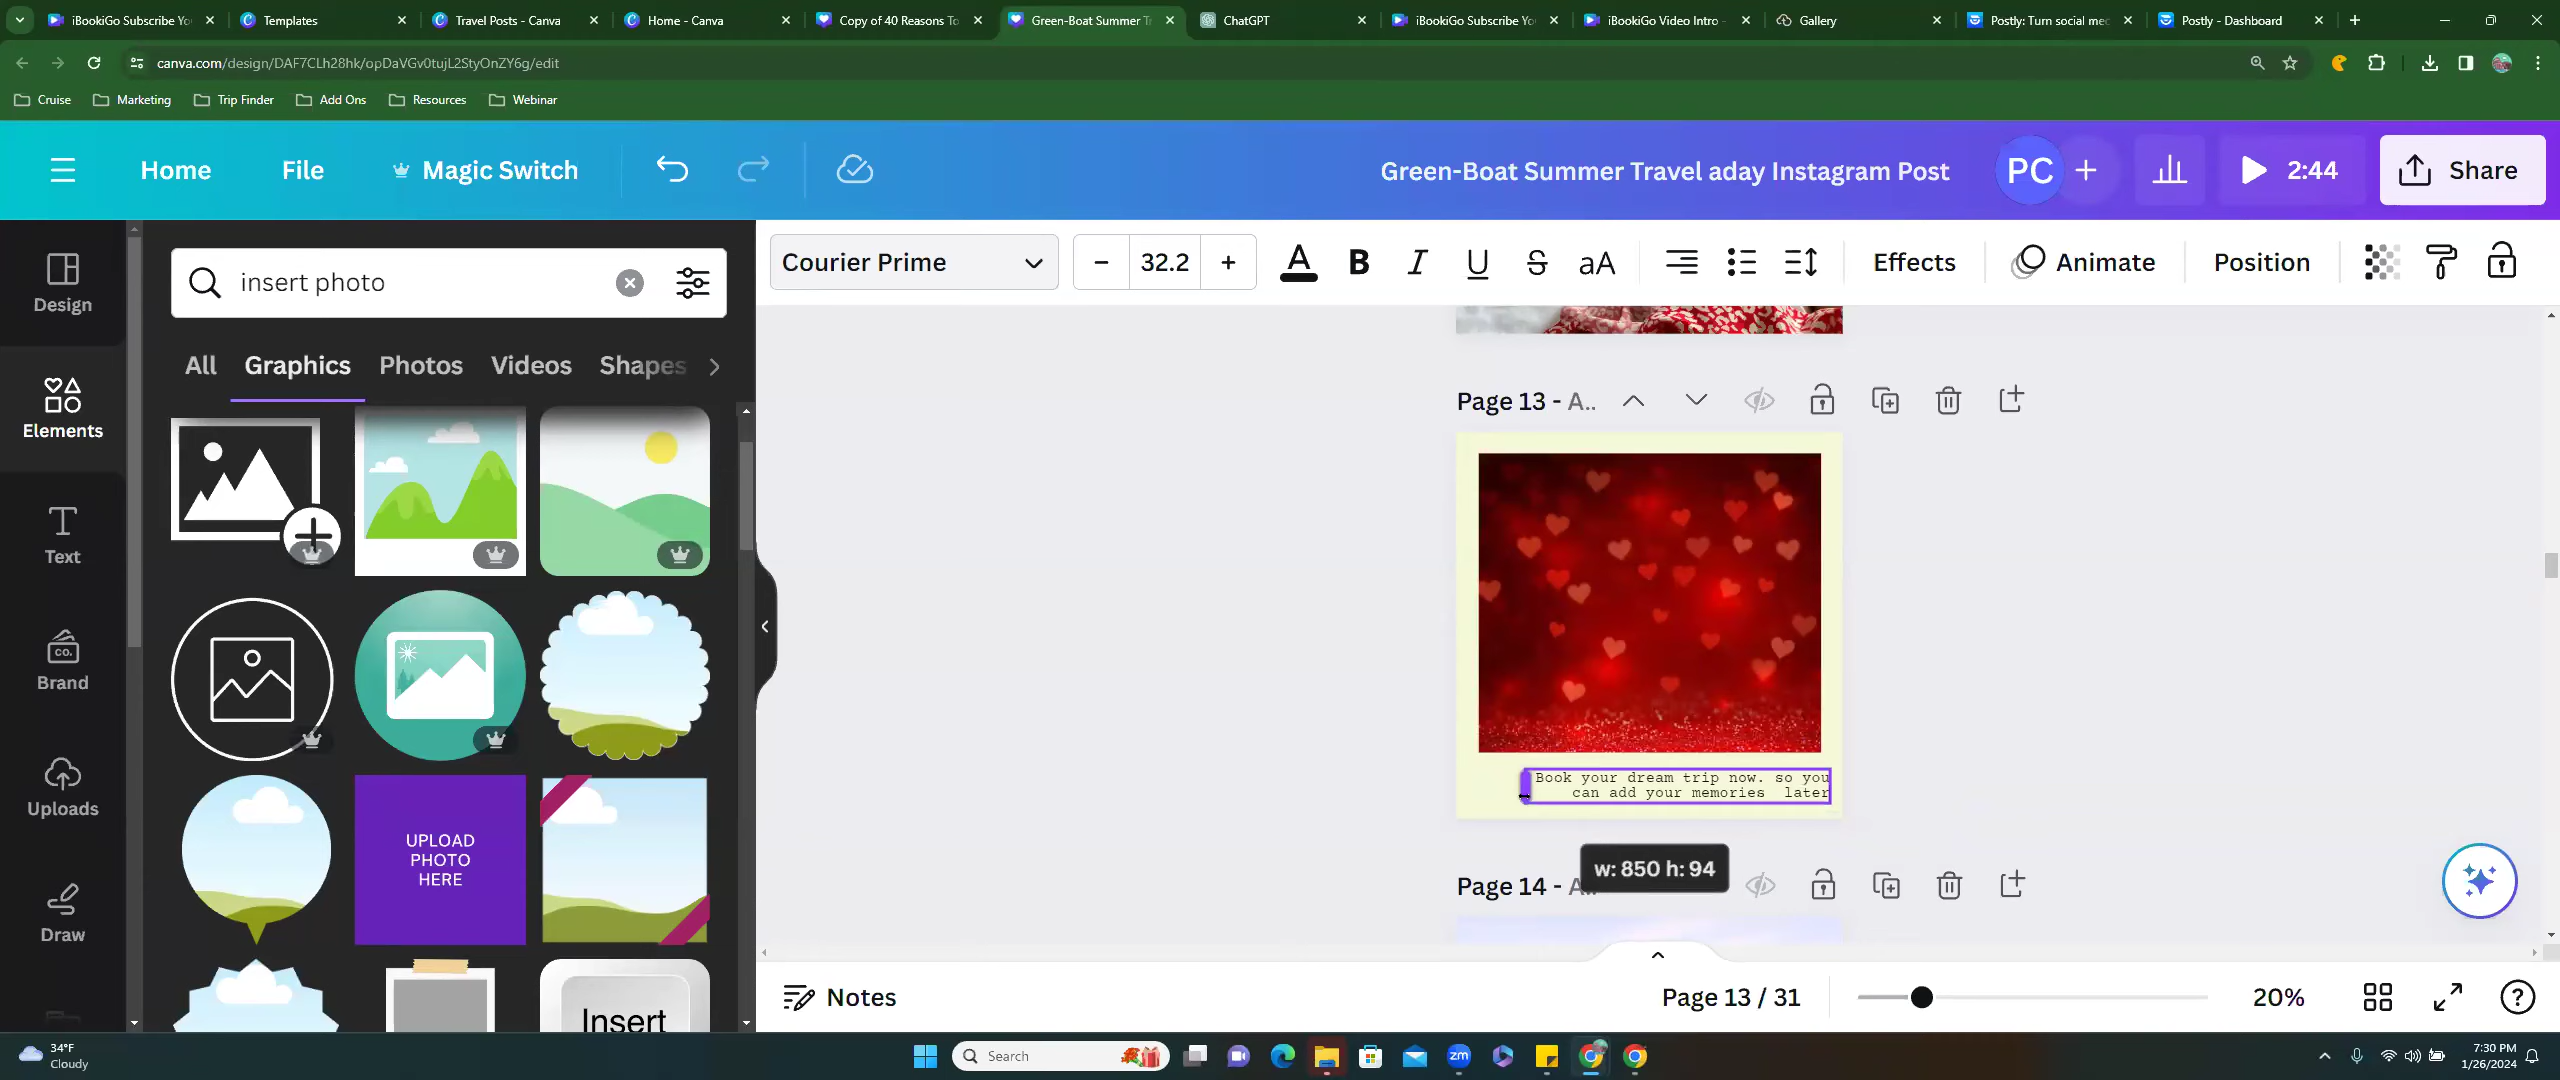 iBookiGo Subscribe Yo
Templates
Travel Posts - Canva
Home - Canva
Copy of 40 Reasons To
Green-Boat Summer Tr
ChatGPT
iBookiGo Subscribe Yo
iBookiGo Video Intro -
Gallery
Postly: Turn social med
Postly - Dashboard
canva.com/design/DAF7CLh28hk/opDaVGv0tujL2StyOnZY6g/edit
Cruise
Marketing
Trip Finder
Add Ons
Resources
Webinar
Home
File
Magic Switch
Green-Boat Summer Travel aday Instagram Post
PC
2:44
Share
Design
Elements
Text
co.
Brand
Uploads
Draw
insert photo
All
Graphics
Photos
Videos
Shapes
UPLOAD
PHOTO
HERE
Insert
Courier Prime
32.2
A
B
I
U
S
aA
Effects
Animate
Position
Page 13 - A..
Book your dream trip now. so you
can add your memories  later
Page 14 - A..
w: 850 h: 94
Notes
Page 13 / 31
20%
34°F
Cloudy
Search
zm
7:30 PM
1/26/2024